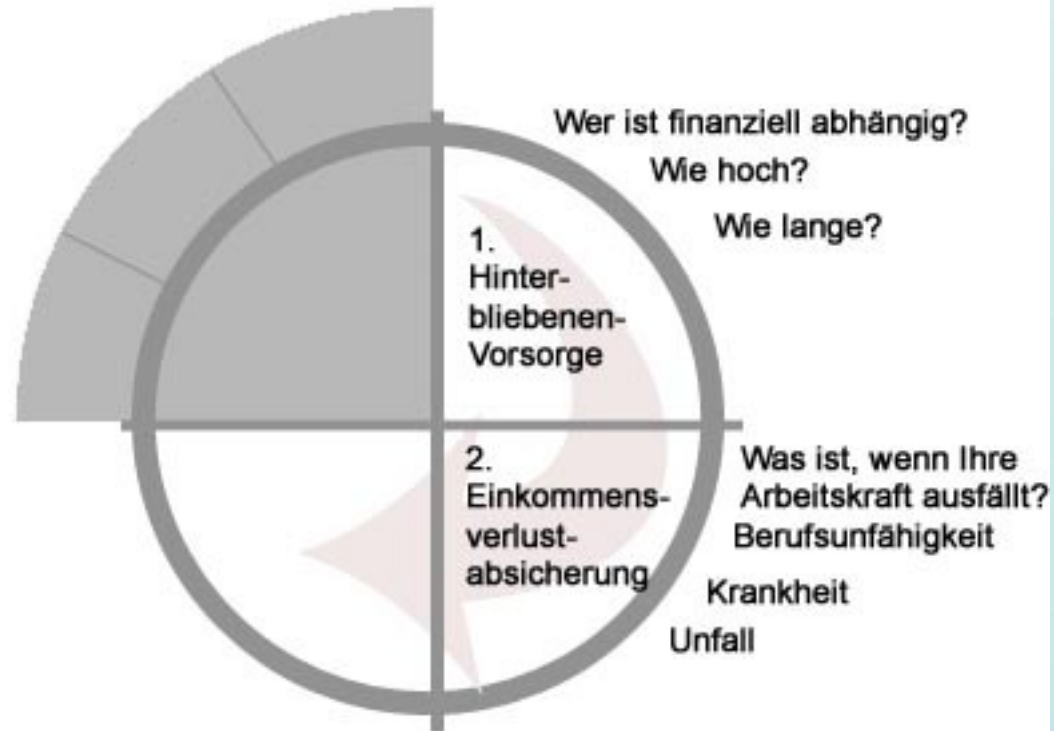 Wer ist finanziell abhängig?
Wie hoch?
Wie lange?
1.
Hinter-
bliebenen-
Vorsorge
2.
Einkommens-
verlust-
absicherung
Was ist, wenn Ihre
Arbeitskraft ausfällt?
Berufsunfähigkeit
Krankheit
Unfall